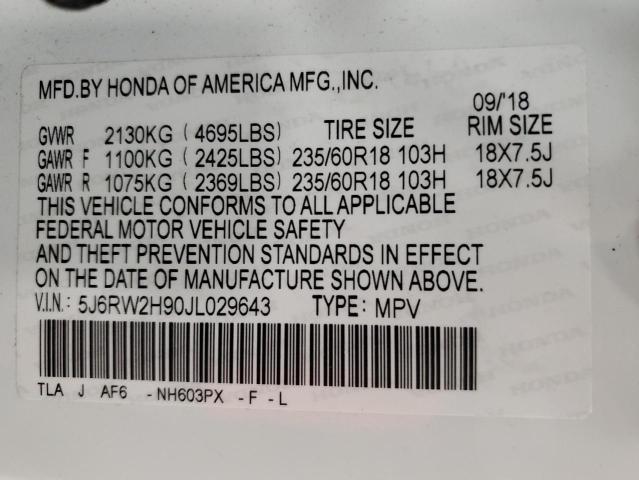 MFD.BY HONDA OF AMERICA MFG.,INC.
09/'18
GVWR 2130KG ( 4695LBS) TIRE SIZE RIM SIZE
GAWR F 1100KG ( 2425LBS) 235/60R18 103H 18X7.5J
GAWR R 1075KG ( 2369LBS) 235/60R18 103H 18X7.5J
THIS VEHICLE CONFORMS TO ALL APPLICABLE
FEDERAL MOTOR VEHICLE SAFETY
AND THEFT PREVENTION STANDARDS IN EFFECT
ON THE DATE OF MANUFACTURE SHOWN ABOVE.
V.I.N.: 5J6RW2H90JL029643 TYPE: MPV
TLA J AF6 - NH603PX - F - L